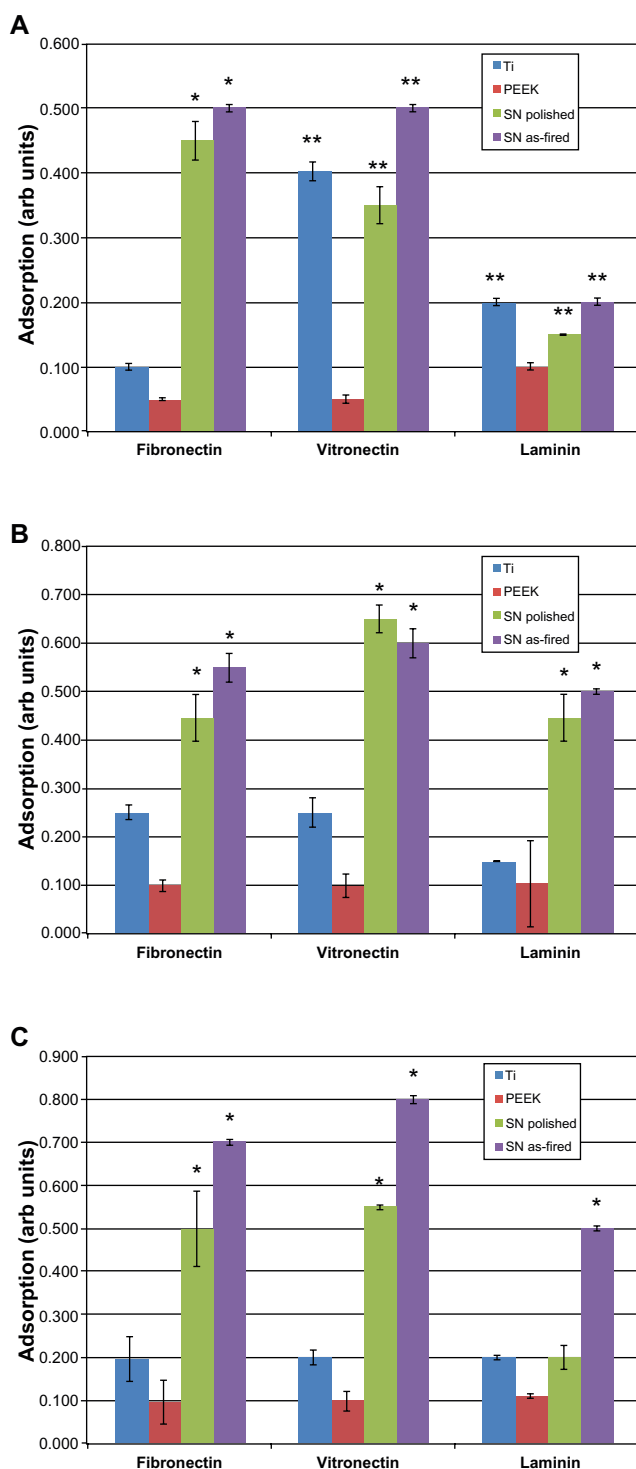 A
0.600
0.500
0.400
0.300
0.200
0.100
0.000
Adsorption (arb units)
Ti
PEEK
SN polished
SN as-fired
* * ** ** ** ** ** **
Fibronectin Vitronectin Laminin
B
0.800
0.700
0.600
0.500
0.400
0.300
0.200
0.100
0.000
Adsorption (arb units)
Ti
PEEK
SN polished
SN as-fired
* * * * * *
Fibronectin Vitronectin Laminin
C
0.900
0.800
0.700
0.600
0.500
0.400
0.300
0.200
0.100
0.000
Adsorption (arb units)
Ti
PEEK
SN polished
SN as-fired
* * * * *
Fibronectin Vitronectin Laminin